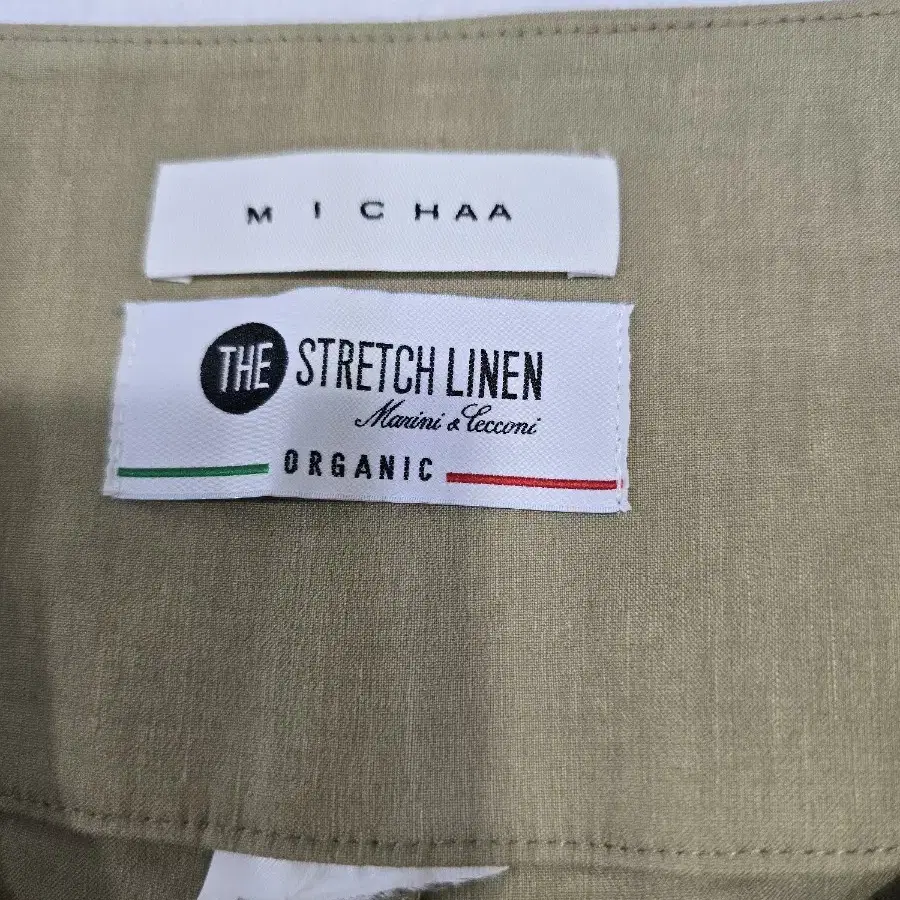 MICHAA
THE STRETCH LINEN
Marini & Cecconi
ORGANIC